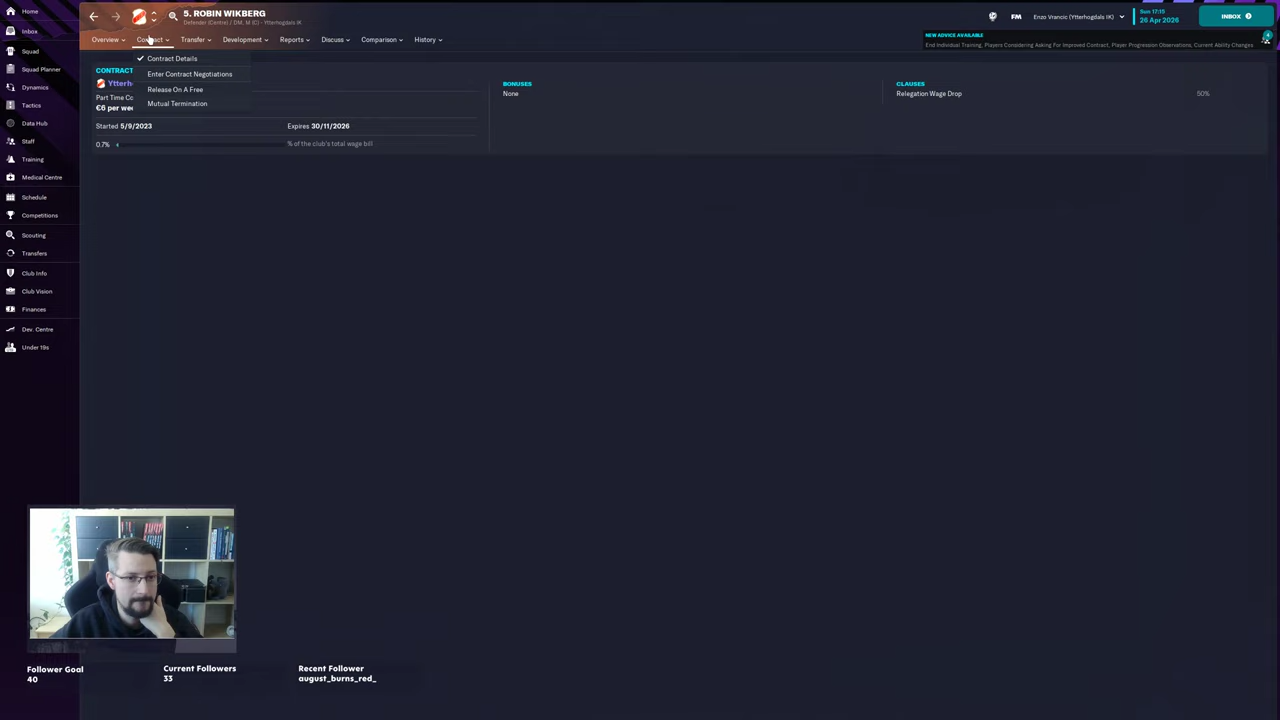 Home
Inbox
Squad
Squad Planner
Dynamics
Tactics
Data Hub
Staff
Training
Medical Centre
Schedule
Competitions
Scouting
Transfers
Club Info
Club Vision
Finances
Dev. Centre
Under 19s
5. ROBIN WIKBERG
Defender (Centre) / DM, M (C) - Ytterhogdals IK
FM
Enzo Vrancio (Ytterhogdals IK)
Sun 17:15
26 Apr 2026
INBOX
Overview
Contract
Transfer
Development
Reports
Discuss
Comparison
History
NEW ADVICE AVAILABLE
End Individual Training, Players Considering Asking For Improved Contract, Player Progression Observations, Current Ability Changes
4
Contract Details
Enter Contract Negotiations
Release On A Free
Mutual Termination
CONTRACT
Ytterh
Part Time Co
€6 per wee
Started 5/9/2023
Expires 30/11/2026
0.7%
% of the club's total wage bill
BONUSES
None
CLAUSES
Relegation Wage Drop
50%
Follower Goal
40
Current Followers
33
Recent Follower
august_burns_red_